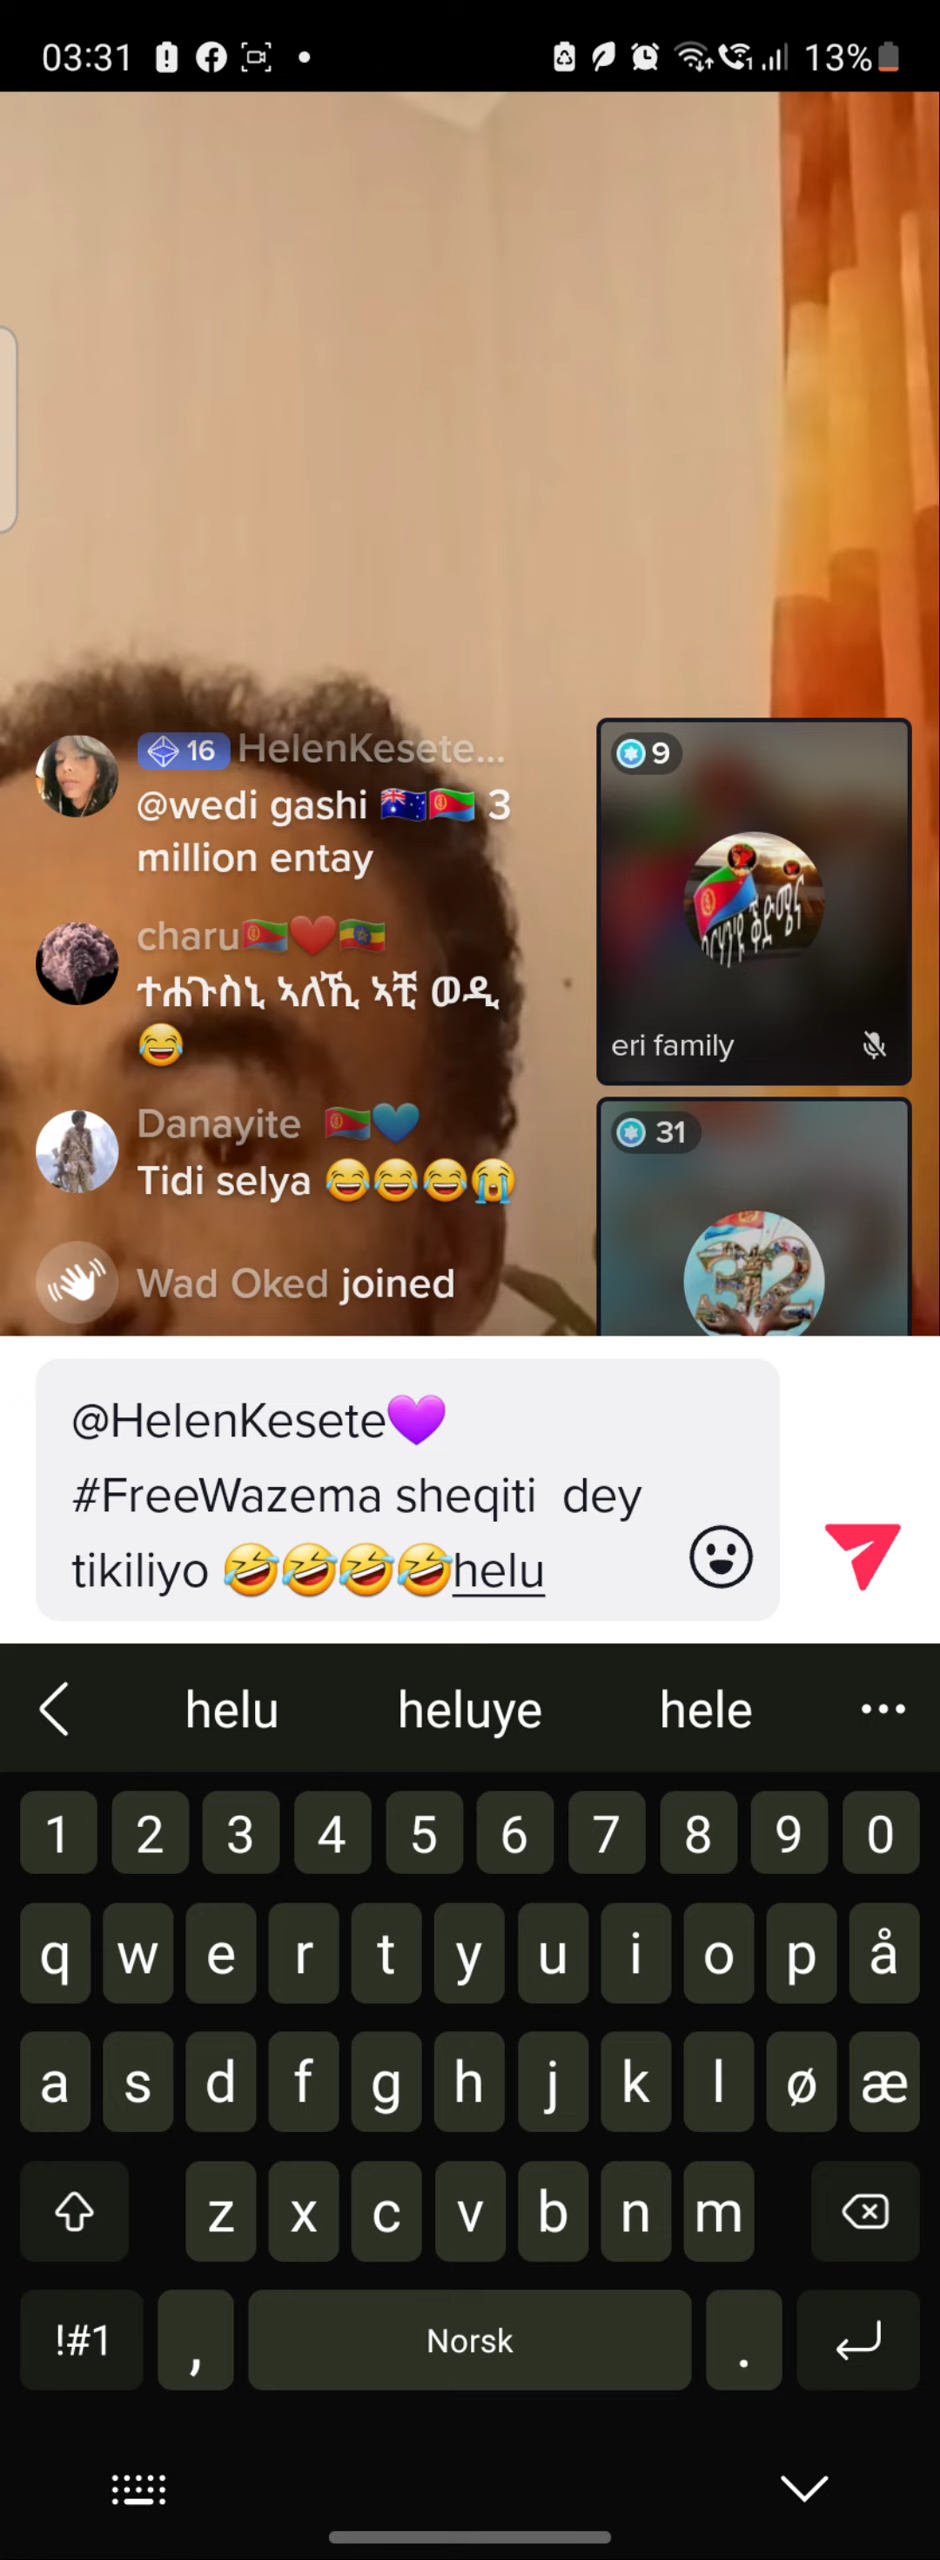 03:31
13%
16 HelenKesete...
@wedi gashi 🇦🇺🇪🇷 3
million entay
charu🇪🇷❤️🇪🇹
ተሐጉስኒ ኣለኺ ኣቺ ወዲ
😂
Danayite 🇪🇷💙
Tidi selya 😂😂😂😭
Wad Oked joined
9
eri family
31
32
@HelenKesete💜
#FreeWazema sheqiti dey
tikiliyo 🤣🤣🤣🤣helu
helu heluye hele
1 2 3 4 5 6 7 8 9 0
q w e r t y u i o p å
a s d f g h j k l ø æ
z x c v b n m
!#1 , Norsk .